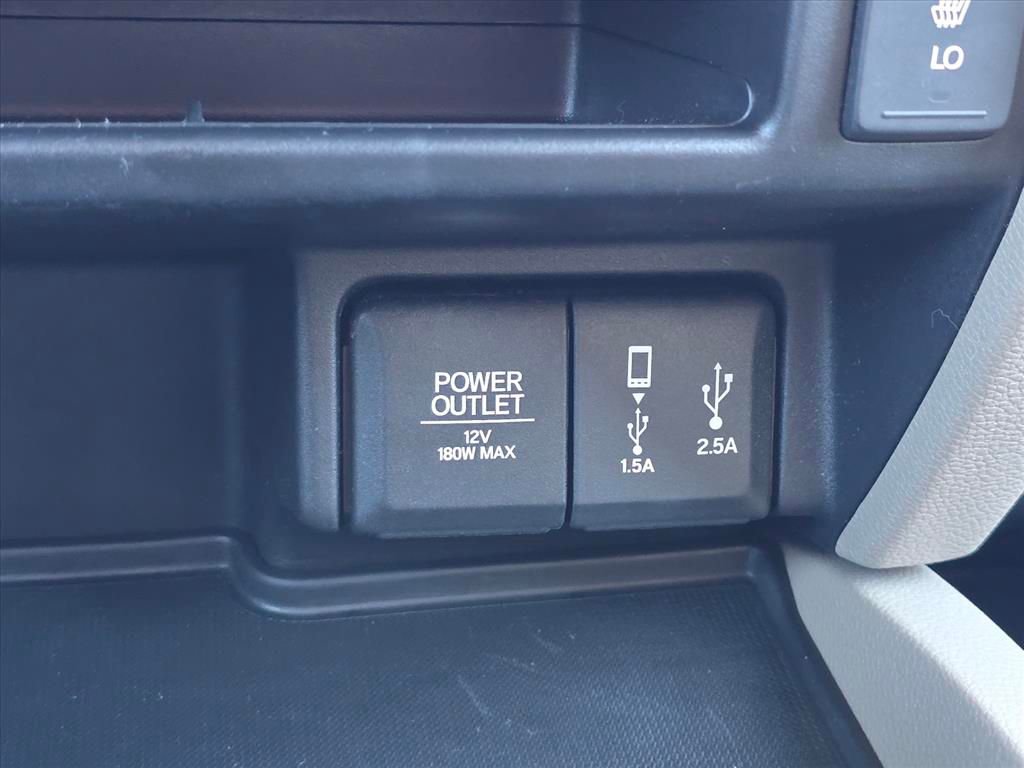 LO
POWER
OUTLET
12V
180W MAX
1.5A
2.5A